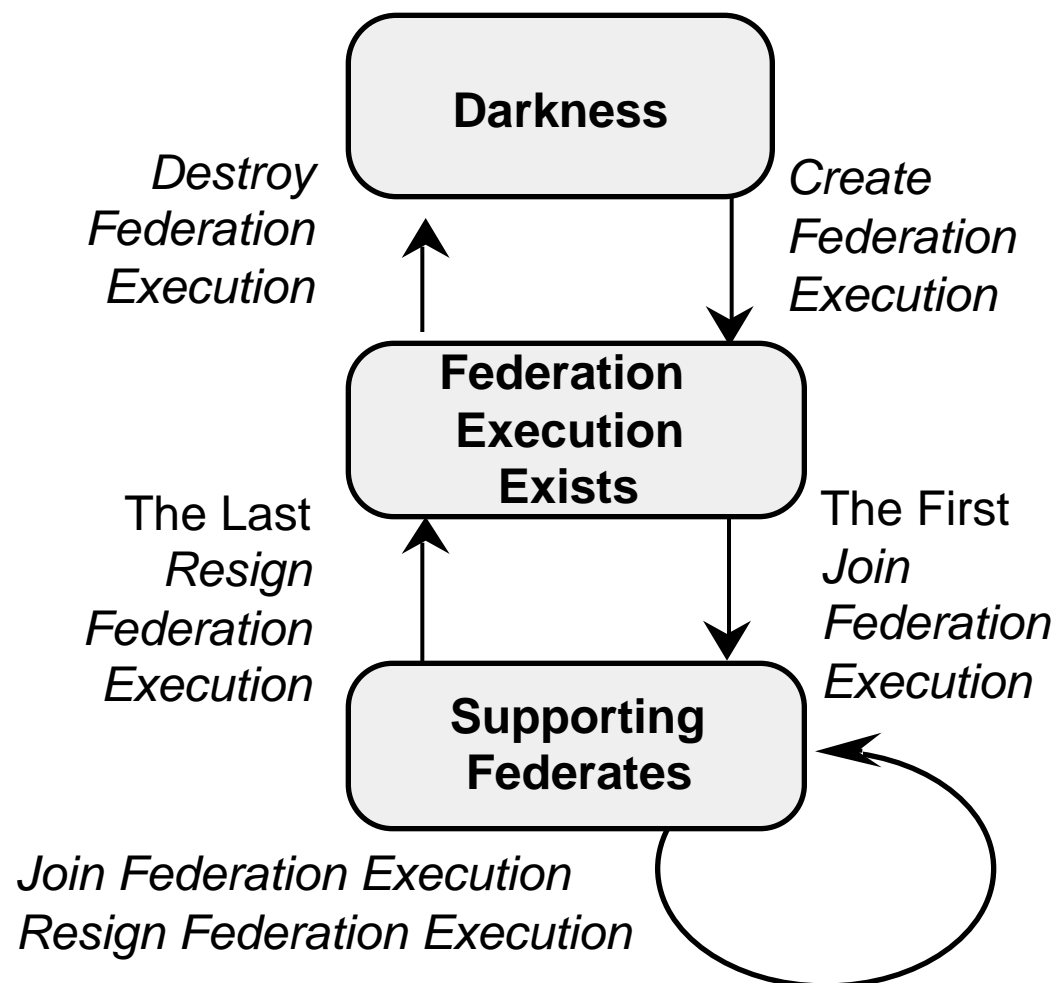 Darkness
Destroy
Federation
Execution
Create
Federation
Execution
Federation
Execution
Exists
The Last
Resign
Federation
Execution
The First
Join
Federation
Execution
Supporting
Federates
Join Federation Execution
Resign Federation Execution